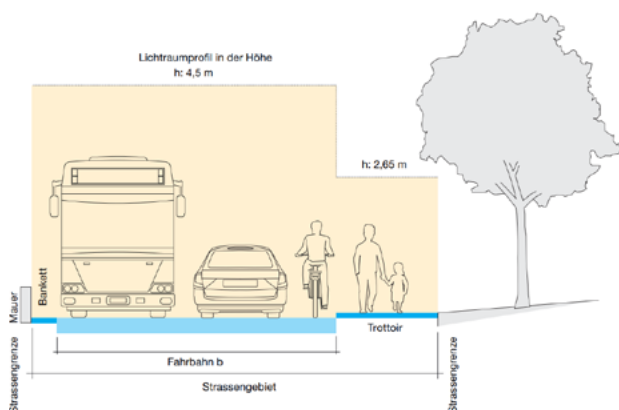 Lichtraumprofil in der Höhe
h: 4,5 m
h: 2,65 m
Mauer
Bankett
Trottoir
Fahrbahn b
Strassengebiet
Strassengrenze
Strassengrenze